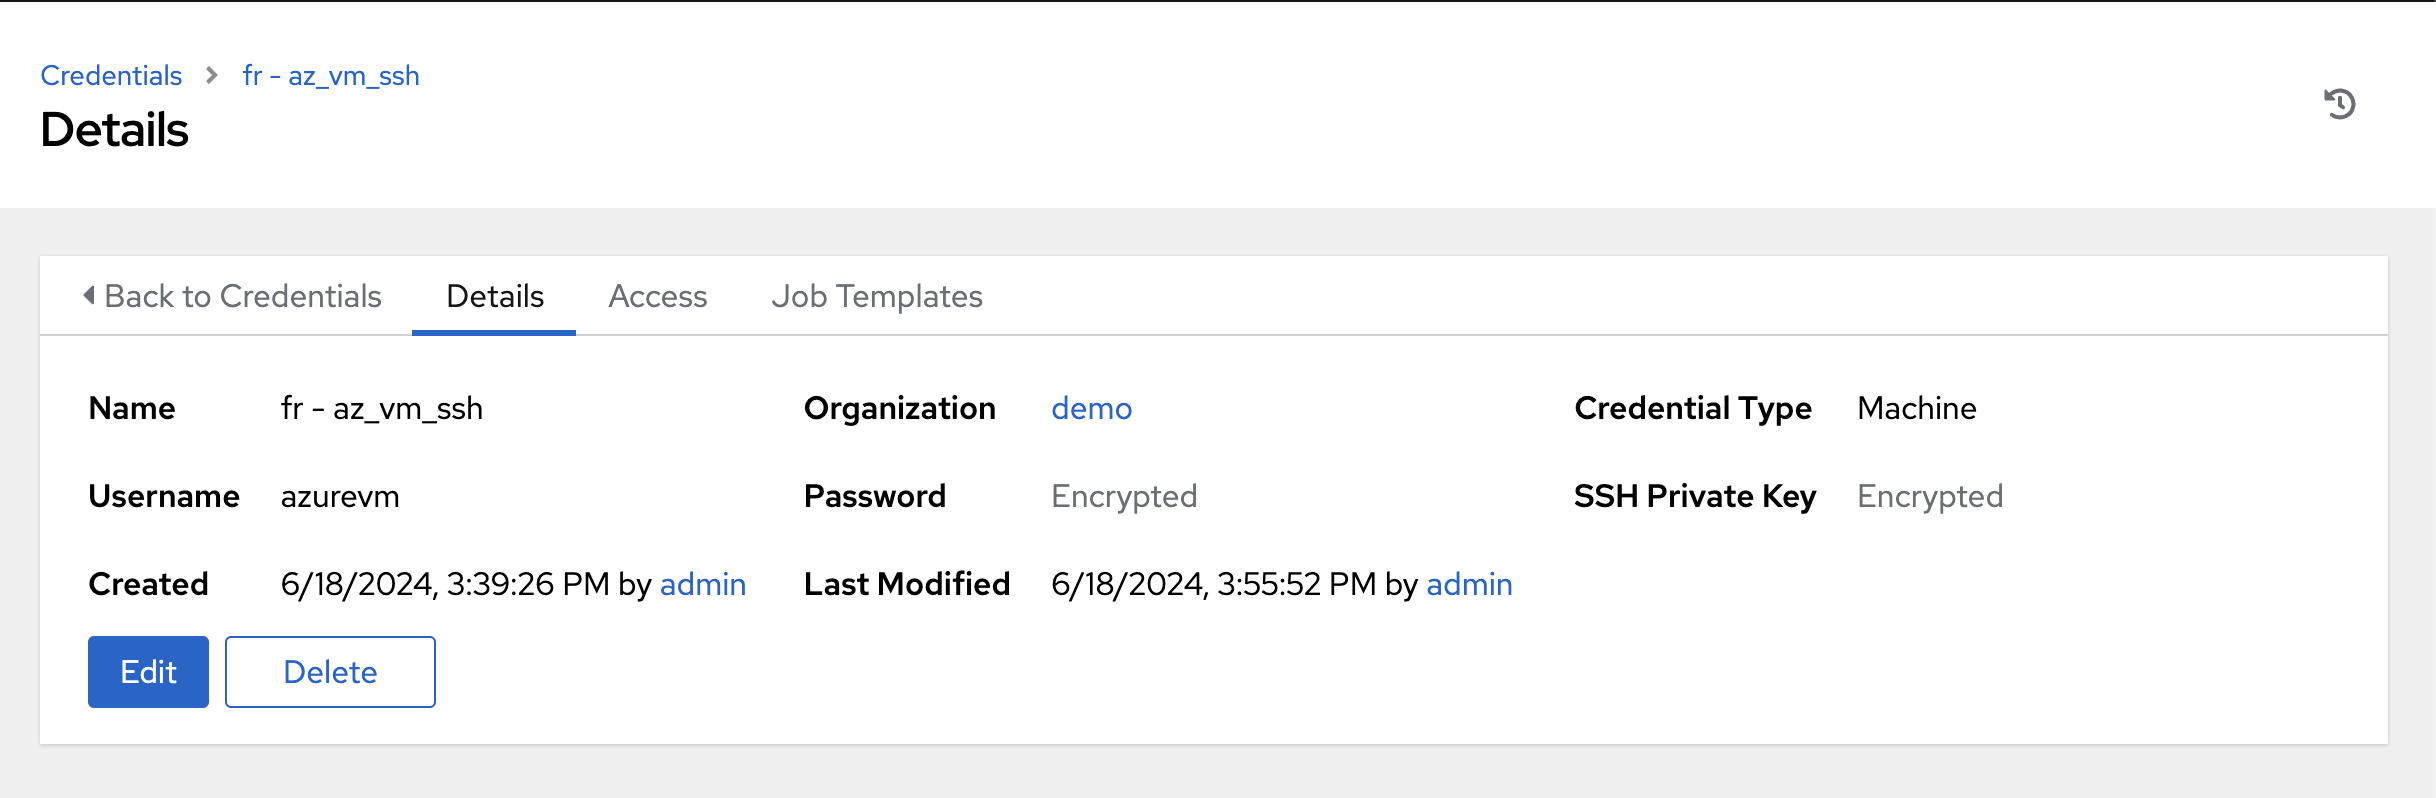 Credentials > fr - az_vm_ssh
Details
Back to Credentials Details Access Job Templates
Name fr - az_vm_ssh Organization demo Credential Type Machine
Username azurevm Password Encrypted SSH Private Key Encrypted
Created 6/18/2024, 3:39:26 PM by admin Last Modified 6/18/2024, 3:55:52 PM by admin
Edit Delete